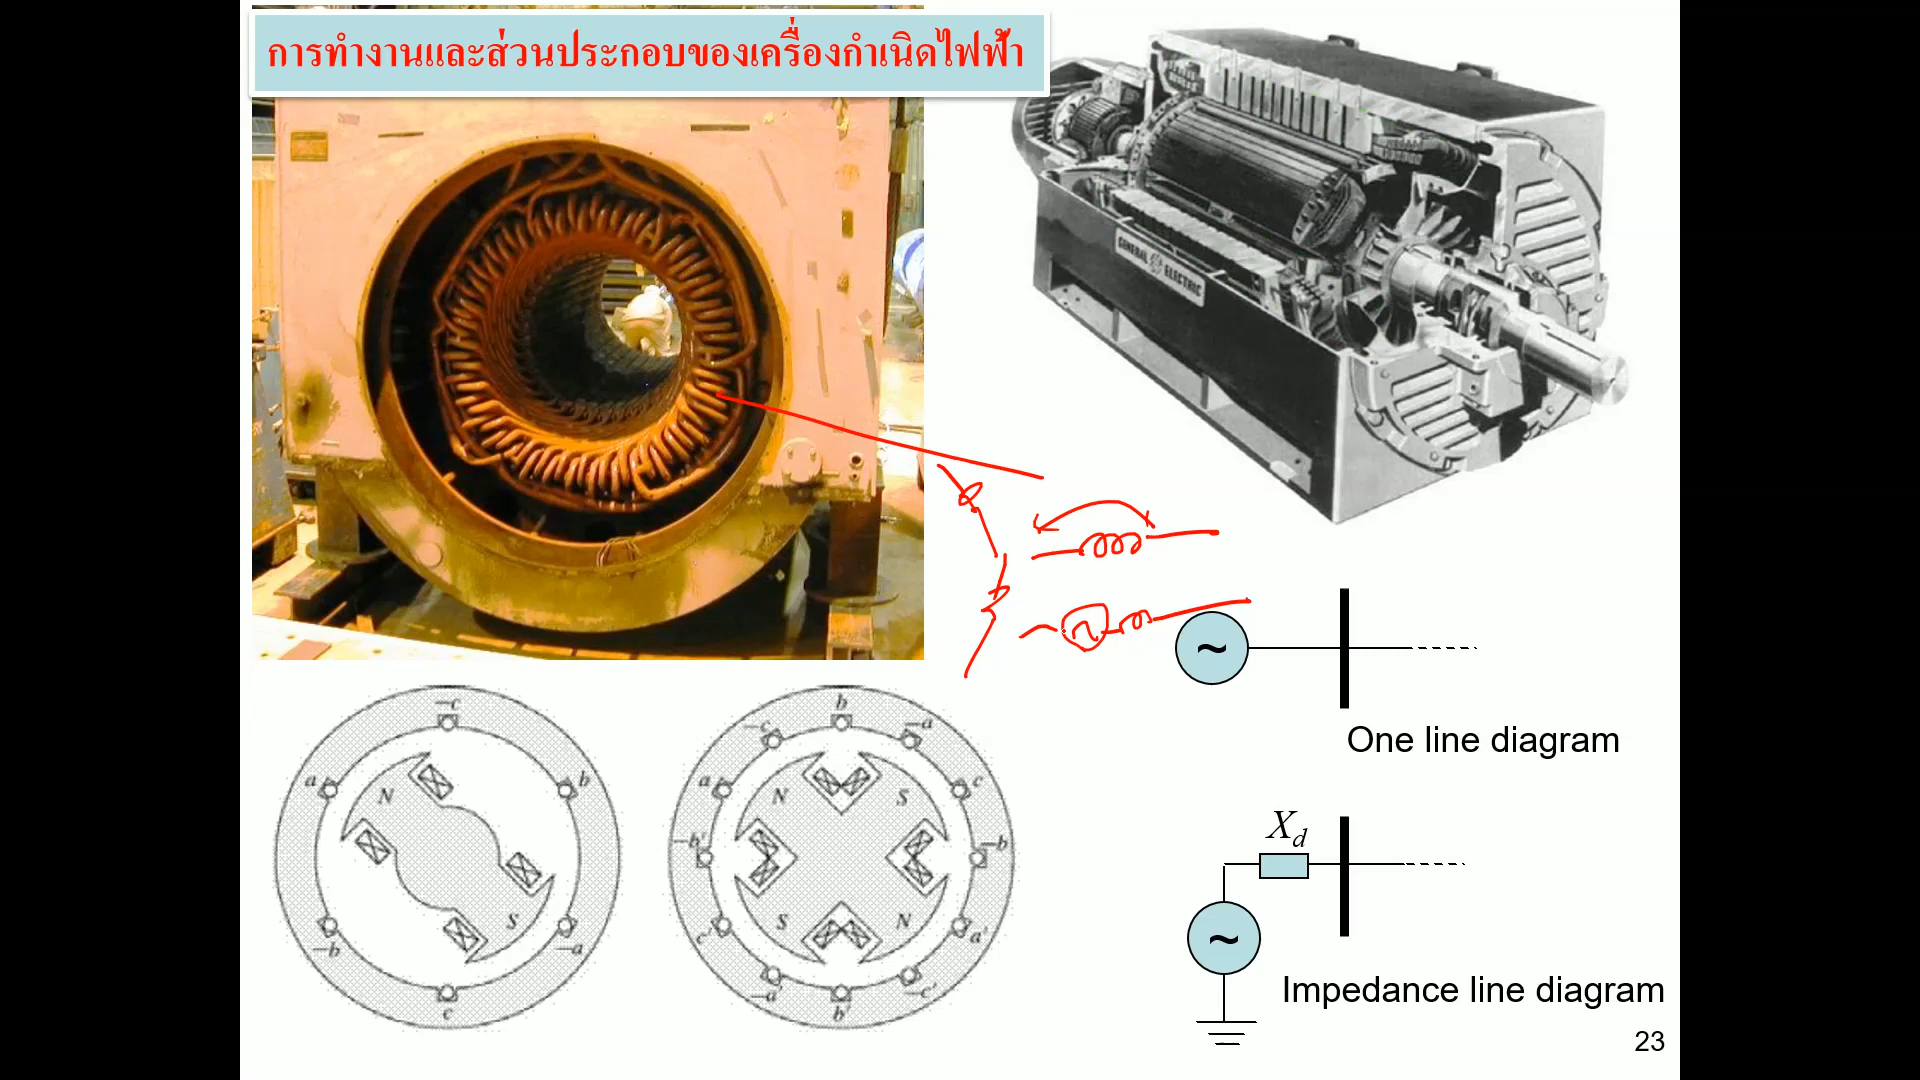 การทำงานและส่วนประกอบของเครื่องกำเนิดไฟฟ้า
GENERAL ELECTRIC
~
One line diagram
-c
a
N
b
-b
S
-a
c
b
-c
-a
a
N
S
c
-b'
-b
c'
S
N
a'
-a'
-c'
b'
X_d
~
Impedance line diagram
23